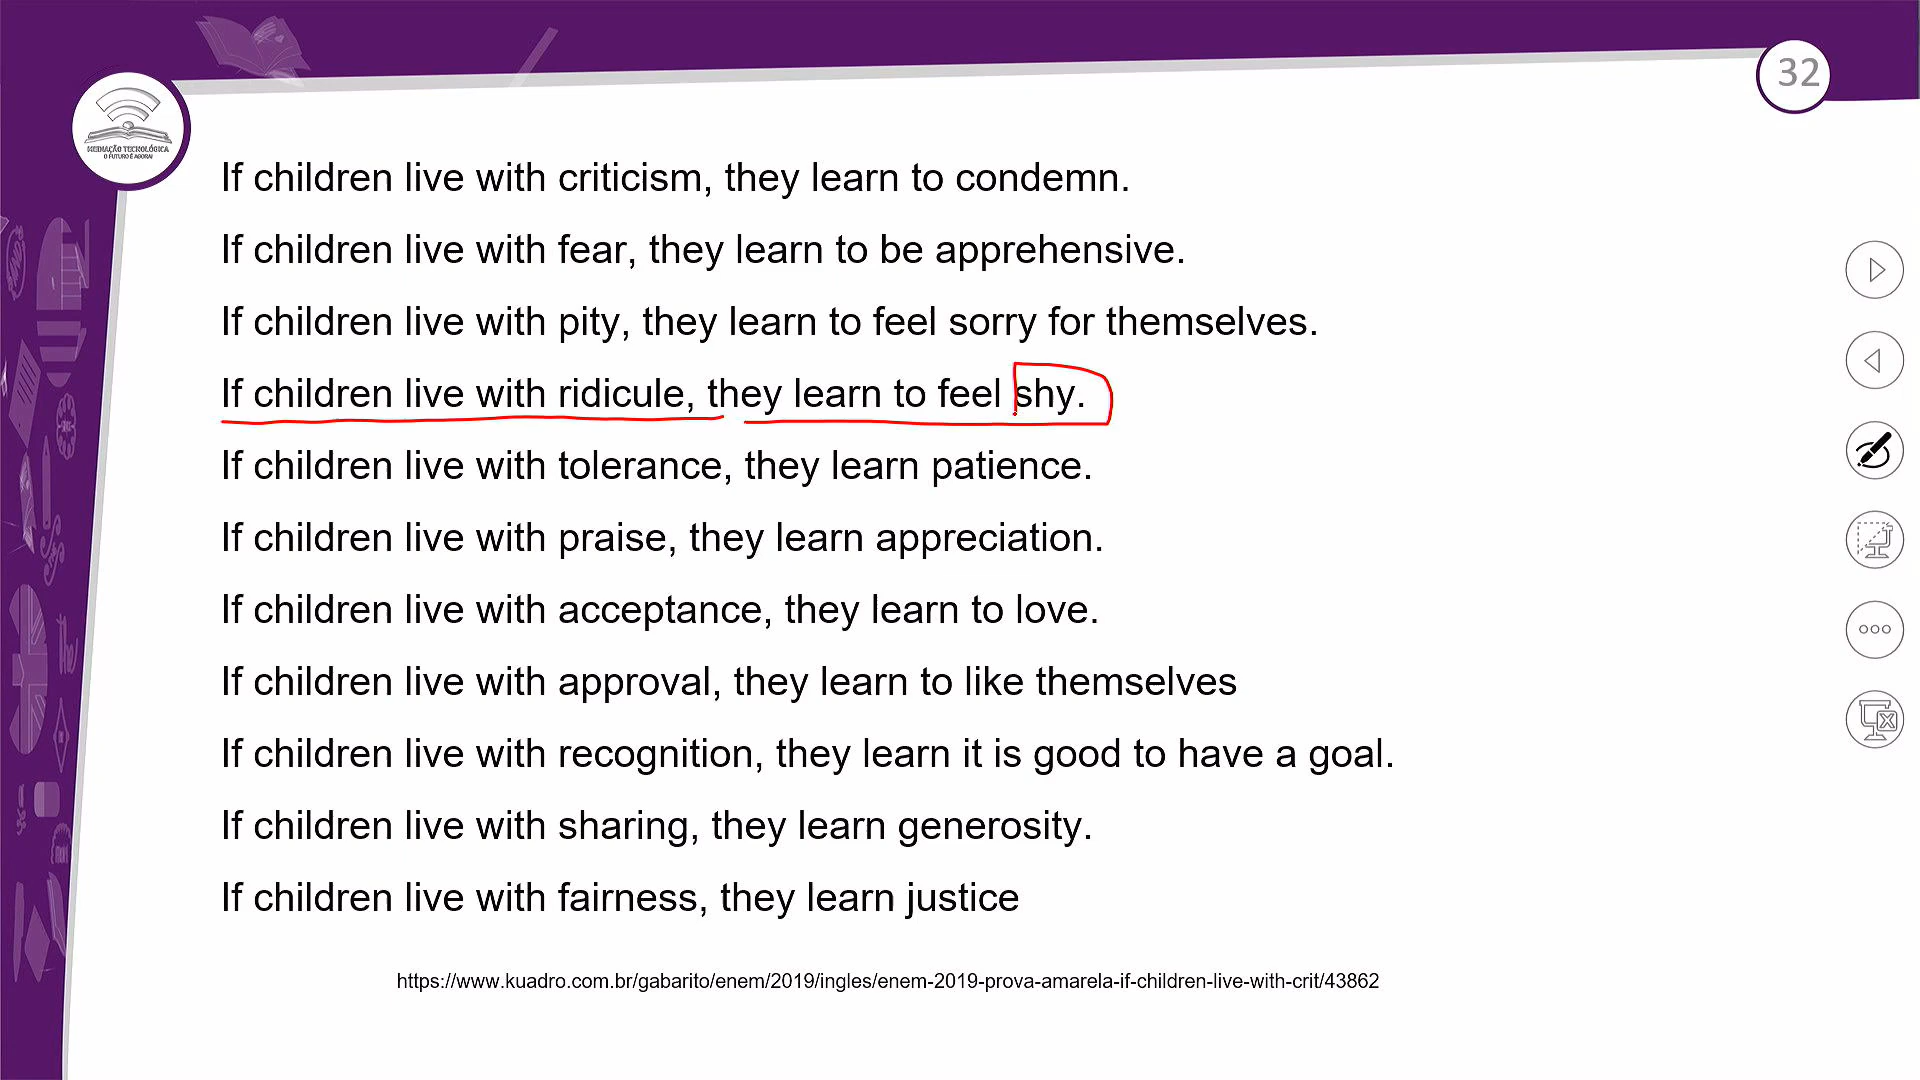 32
MEDIAÇÃO TECNOLÓGICA
O FUTURO É AGORA!
If children live with criticism, they learn to condemn.
If children live with fear, they learn to be apprehensive.
If children live with pity, they learn to feel sorry for themselves.
If children live with ridicule, they learn to feel shy.
If children live with tolerance, they learn patience.
If children live with praise, they learn appreciation.
If children live with acceptance, they learn to love.
If children live with approval, they learn to like themselves
If children live with recognition, they learn it is good to have a goal.
If children live with sharing, they learn generosity.
If children live with fairness, they learn justice
https://www.kuadro.com.br/gabarito/enem/2019/ingles/enem-2019-prova-amarela-if-children-live-with-crit/43862
the